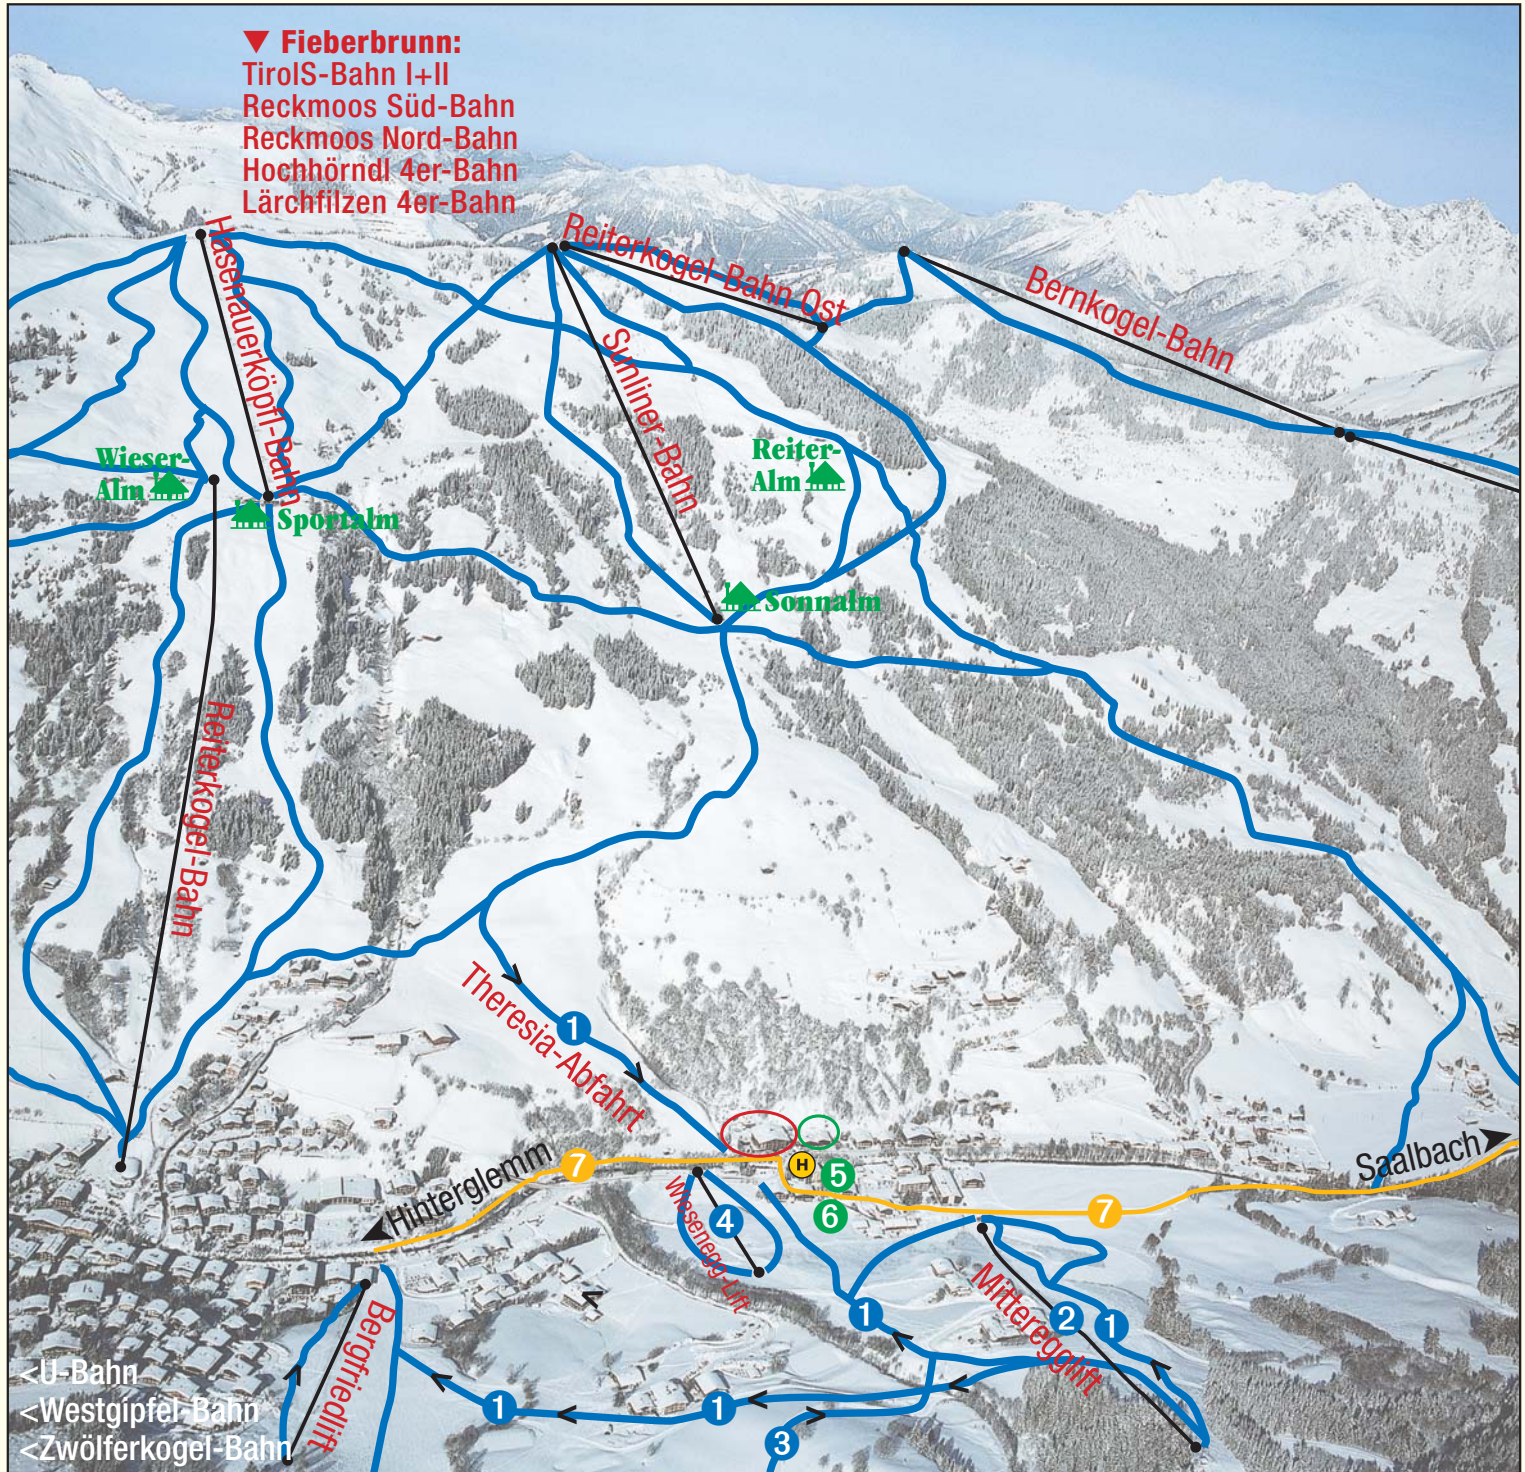 ▼ Fieberbrunn:
TirolS-Bahn I+II
Reckmoos Süd-Bahn
Reckmoos Nord-Bahn
Hochhörndl 4er-Bahn
Lärchfilzen 4er-Bahn
Hasenauerköpfl-Bahn
Reiterkogel-Bahn Ost
Bernkogel-Bahn
Sunliner-Bahn
Wieser-
Alm
Sportalm
Reiter-
Alm
Sonnalm
Reiterkogel-Bahn
Theresia-Abfahrt
1
H
5
6
7
Hinterglemm
Saalbach
7
4
Wiesenegg-Lift
Mitteregglift
2
1
1
Bergfriedlift
1
1
3
<U-Bahn
<Westgipfel-Bahn
<Zwölferkogel-Bahn